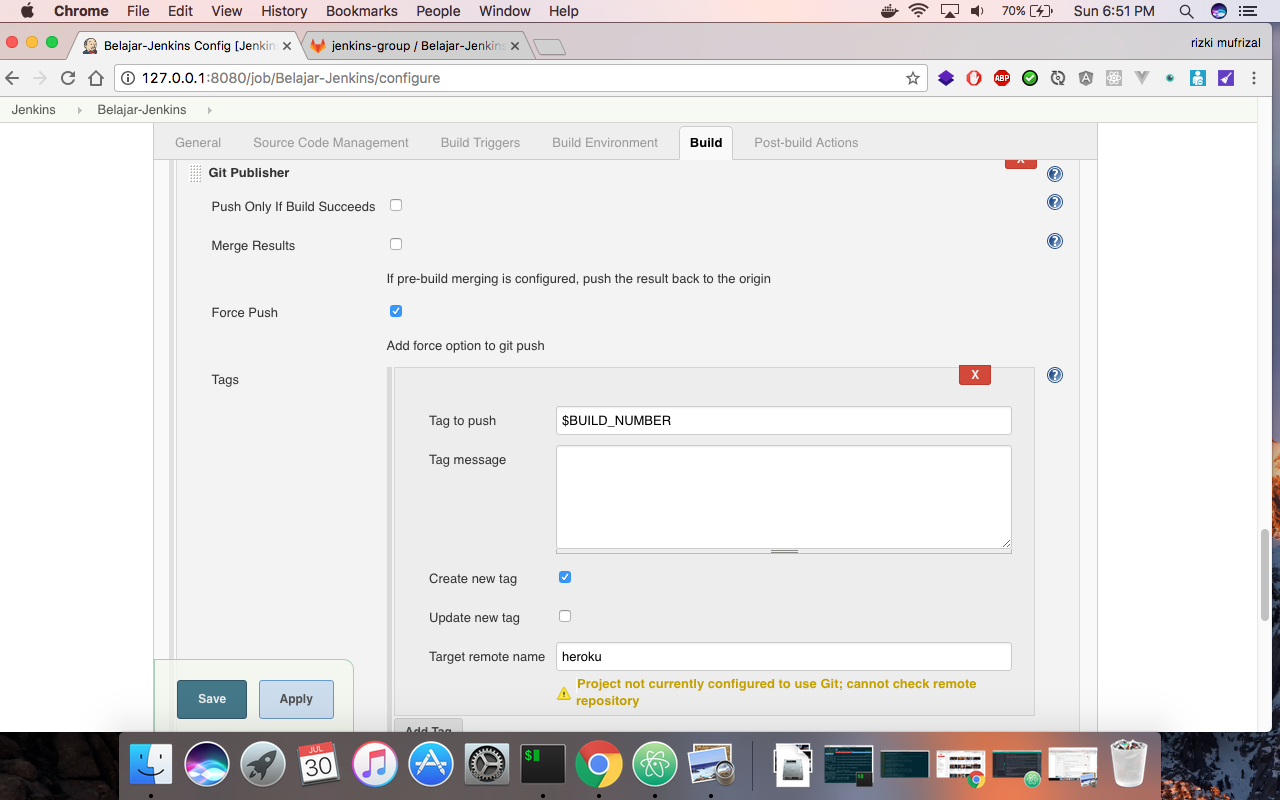 Chrome File Edit View History Bookmarks People Window Help 70% Sun 6:51 PM
Belajar-Jenkins Config [Jenkin jenkins-group / Belajar-Jenkins rizki mufrizal
127.0.0.1:8080/job/Belajar-Jenkins/configure
ABP
Jenkins Belajar-Jenkins
General Source Code Management Build Triggers Build Environment Build Post-build Actions
X
Git Publisher
Push Only If Build Succeeds
Merge Results
If pre-build merging is configured, push the result back to the origin
Force Push
Add force option to git push
Tags
X
Tag to push $BUILD_NUMBER
Tag message
Create new tag
Update new tag
Target remote name heroku
Project not currently configured to use Git; cannot check remote
repository
Save Apply
Add Tag
JUL
30
$